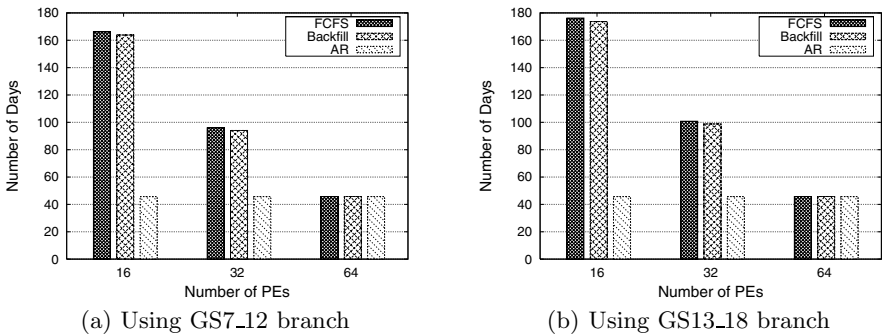 180
160
140
120
100
80
60
40
20
0
Number of Days
FCFS
Backfill
AR
16
32
64
Number of PEs
(a) Using GS7_12 branch
180
160
140
120
100
80
60
40
20
0
Number of Days
FCFS
Backfill
AR
16
32
64
Number of PEs
(b) Using GS13_18 branch